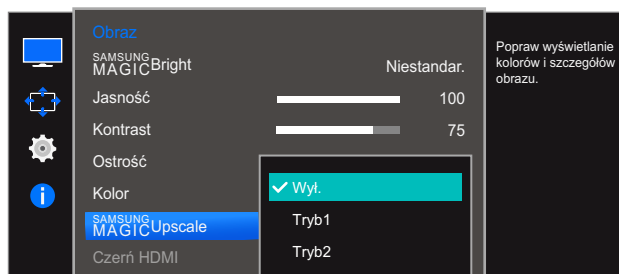 Obraz
SAMSUNG MAGICBright Niestandar.
Jasność 100
Kontrast 75
Ostrość
Kolor
SAMSUNG MAGICUpscale
Czerń HDMI
Wył.
Tryb1
Tryb2
Popraw wyświetlanie
kolorów i szczegółów
obrazu.